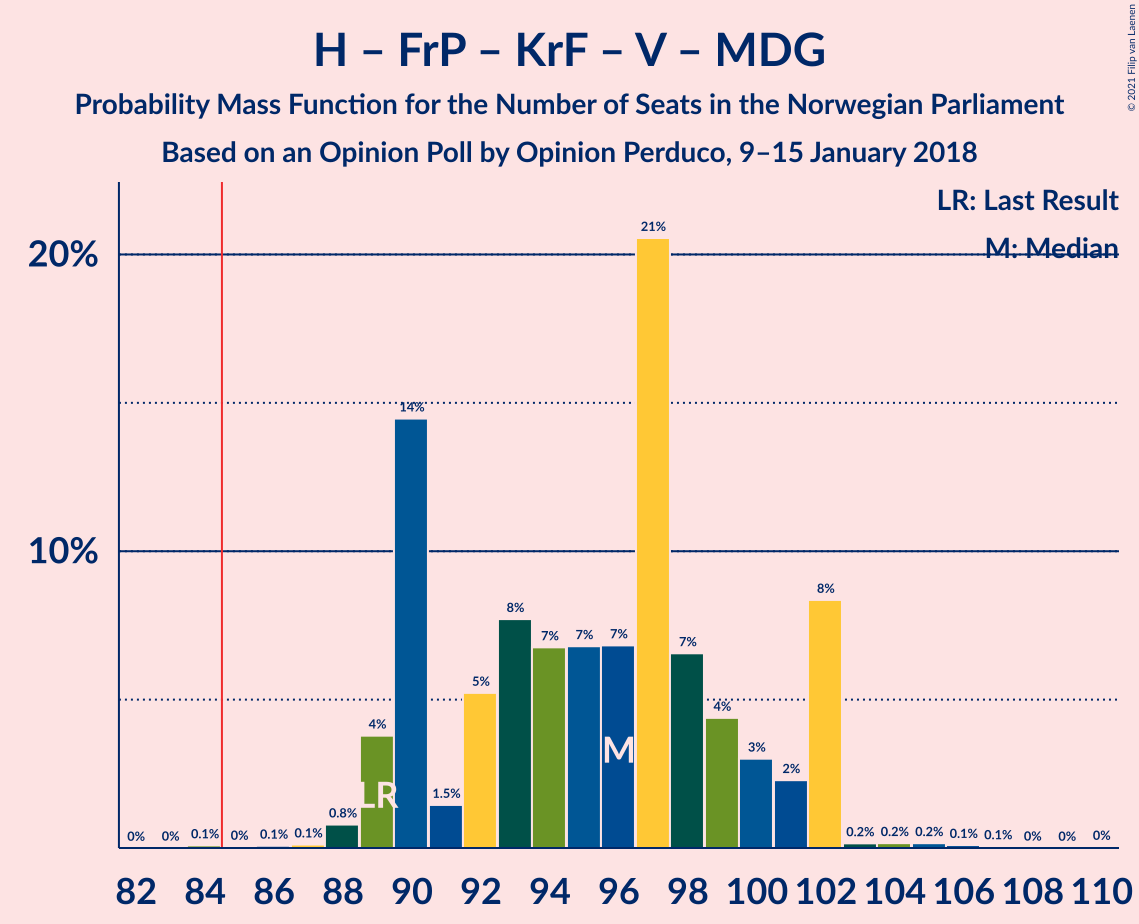 H – FrP – KrF – V – MDG
Probability Mass Function for the Number of Seats in the Norwegian Parliament
Based on an Opinion Poll by Opinion Perduco, 9–15 January 2018
© 2021 Filip van Laenen
LR: Last Result
M: Median
20%
10%
0% 0% 0.1% 0% 0.1% 0.1% 0.8% 4% 14% 1.5% 5% 8% 7% 7% 7% 21% 7% 4% 3% 2% 8% 0.2% 0.2% 0.2% 0.1% 0.1% 0% 0% 0%
LR
M
82 84 86 88 90 92 94 96 98 100 102 104 106 108 110